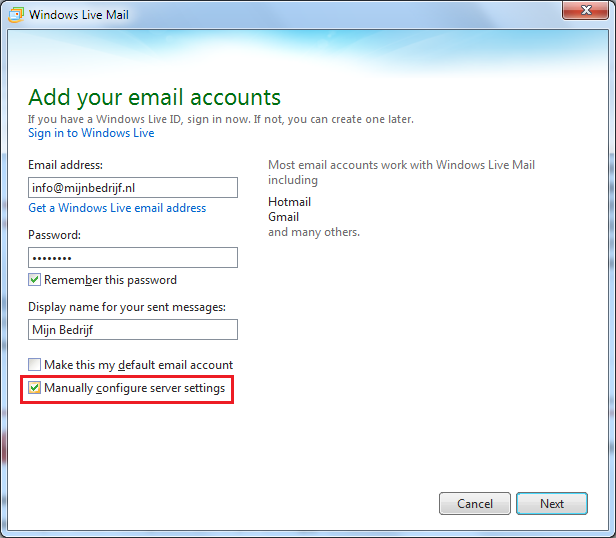 Windows Live Mail
Add your email accounts
If you have a Windows Live ID, sign in now. If not, you can create one later.
Sign in to Windows Live
Email address:
info@mijnbedrijf.nl
Get a Windows Live email address
Password:
••••••••
Remember this password
Display name for your sent messages:
Mijn Bedrijf
Make this my default email account
Manually configure server settings
Most email accounts work with Windows Live Mail
including
Hotmail
Gmail
and many others.
Cancel
Next